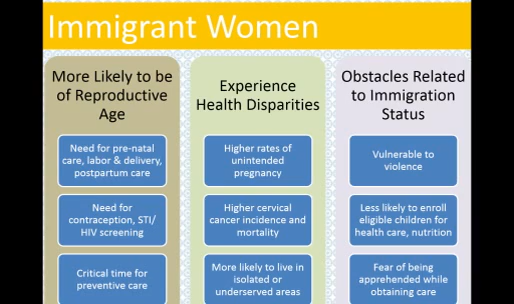 Immigrant Women
More Likely to be
of Reproductive
Age
Need for pre-natal
care, labor & delivery,
postpartum care
Need for
contraception, STI/
HIV screening
Critical time for
preventive care
Experience
Health Disparities
Higher rates of
unintended
pregnancy
Higher cervical
cancer incidence and
mortality
More likely to live in
isolated or
underserved areas
Obstacles Related
to Immigration
Status
Vulnerable to
violence
Less likely to enroll
eligible children for
health care, nutrition
Fear of being
apprehended while
obtaining care